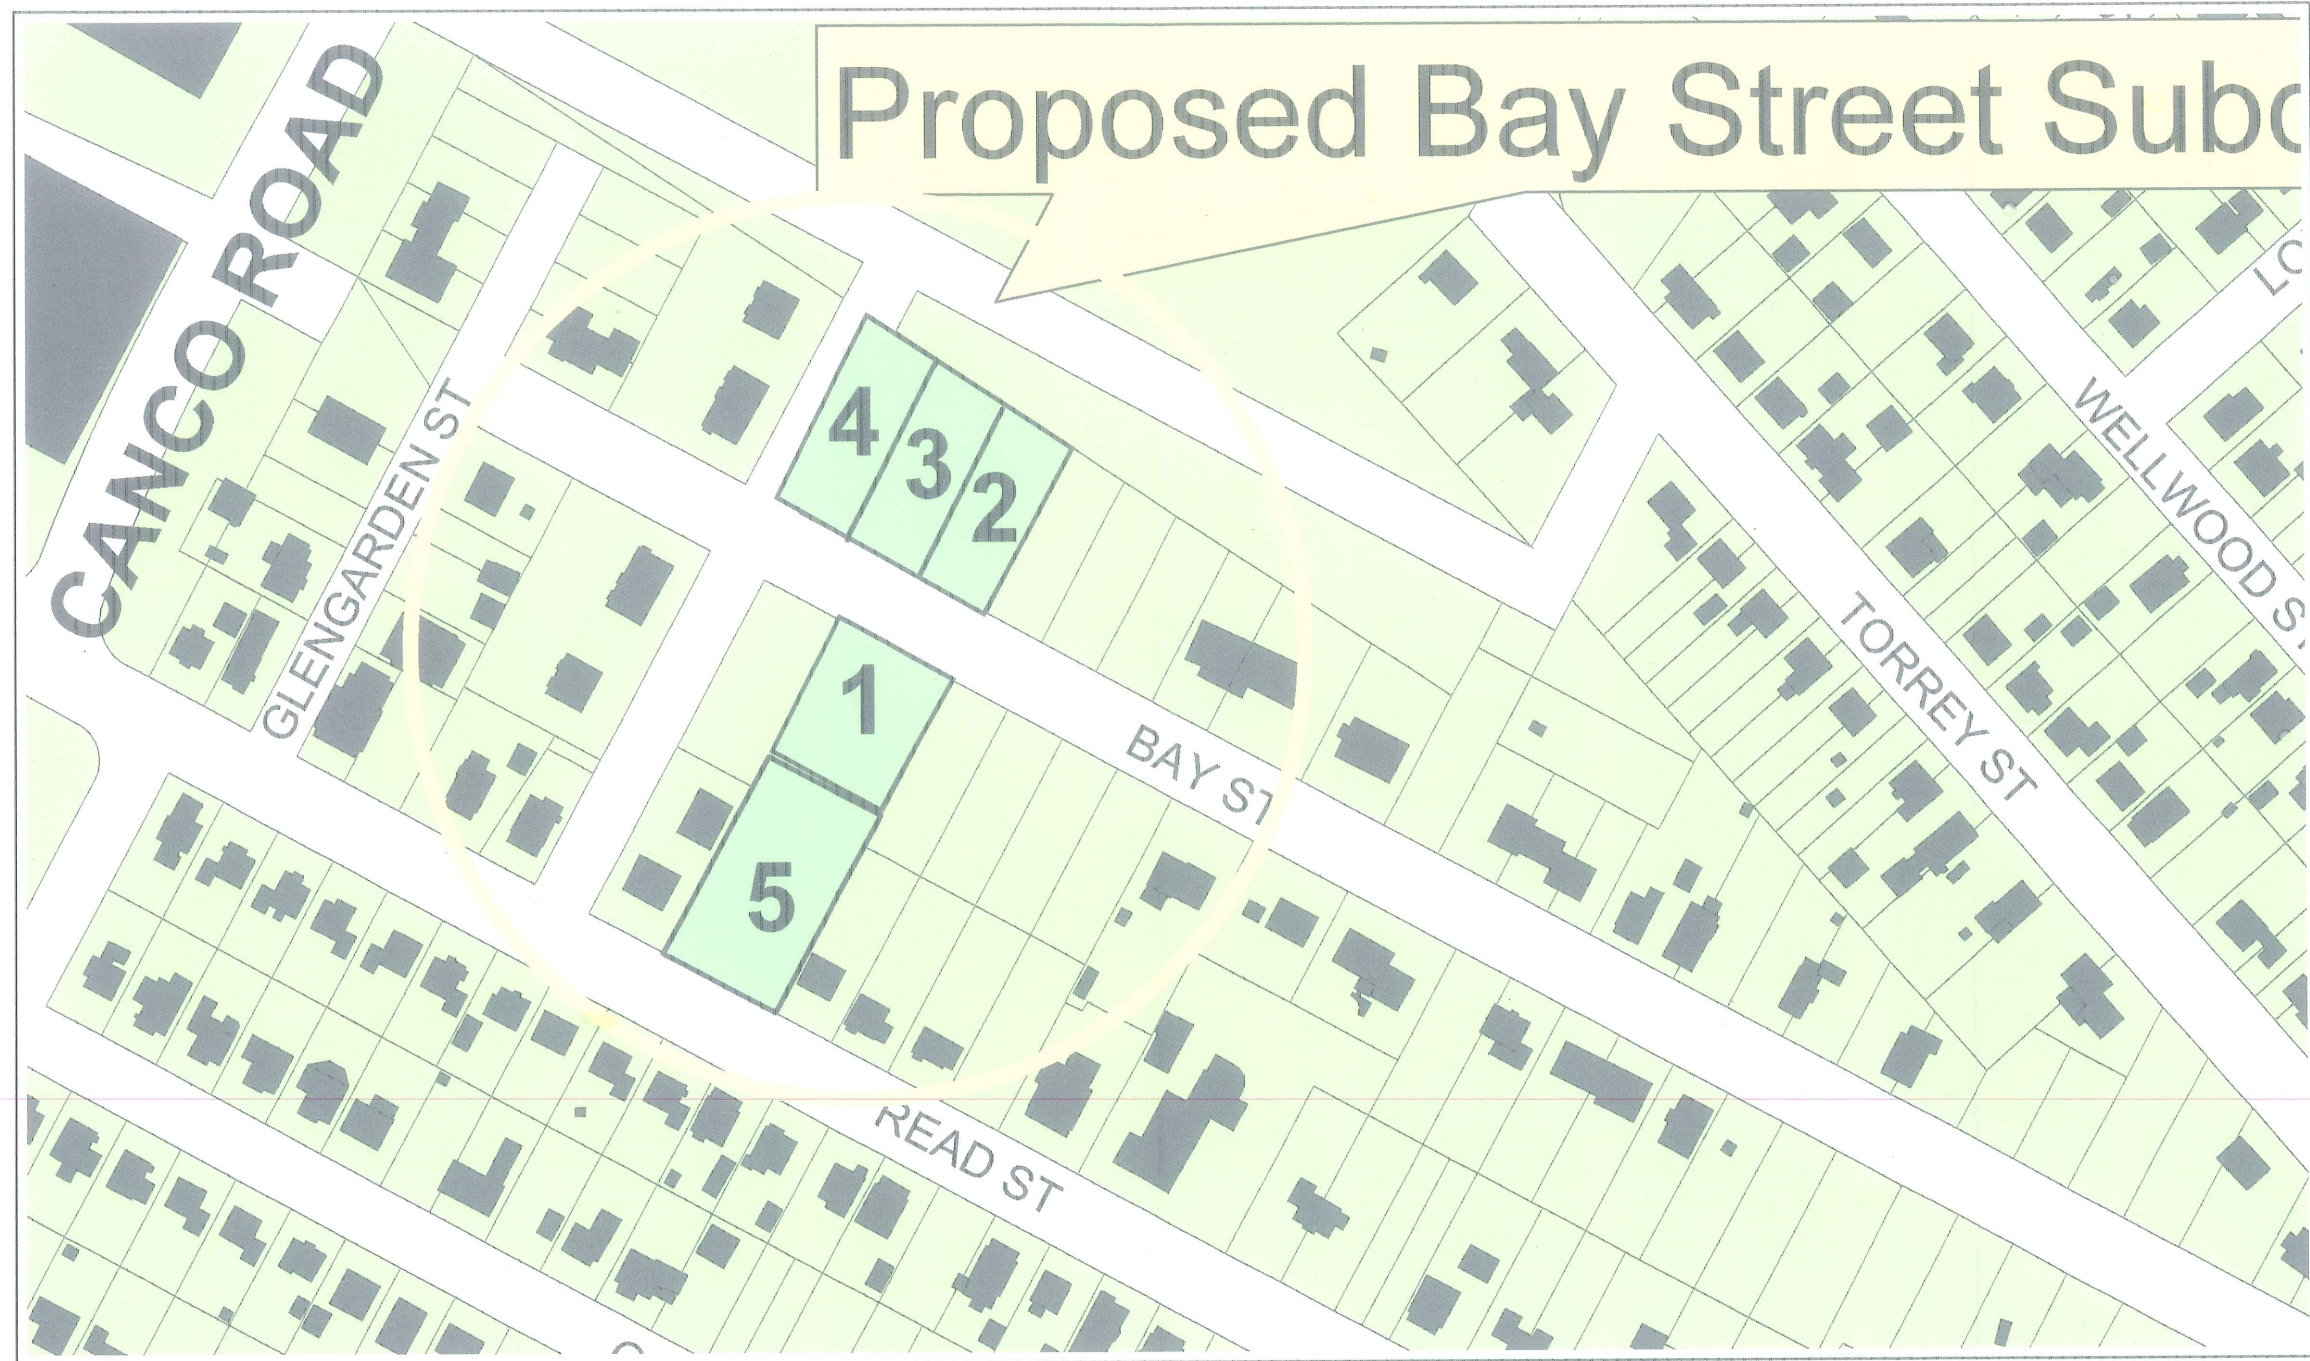 Proposed Bay Street Subd
CANCO ROAD
GLENGARDEN ST
4
3
2
1
5
BAY ST
READ ST
TORREY ST
WELLWOOD ST